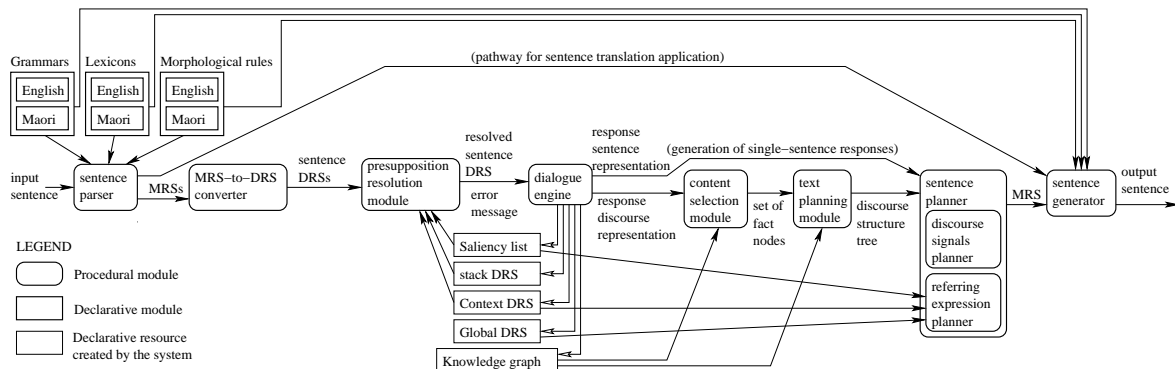 Grammars
Lexicons
Morphological rules
English
English
English
Maori
Maori
Maori
(pathway for sentence translation application)
input
sentence
sentence
parser
MRSs
MRS−to−DRS
converter
sentence
DRSs
presupposition
resolution
module
resolved
sentence
DRS
error
message
dialogue
engine
response
sentence
representation
(generation of single−sentence responses)
response
discourse
representation
content
selection
module
set of
fact
nodes
text
planning
module
discourse
structure
tree
sentence
planner
discourse
signals
planner
referring
expression
planner
MRS
sentence
generator
output
sentence
Saliency list
stack DRS
Context DRS
Global DRS
Knowledge graph
LEGEND
Procedural module
Declarative module
Declarative resource
created by the system